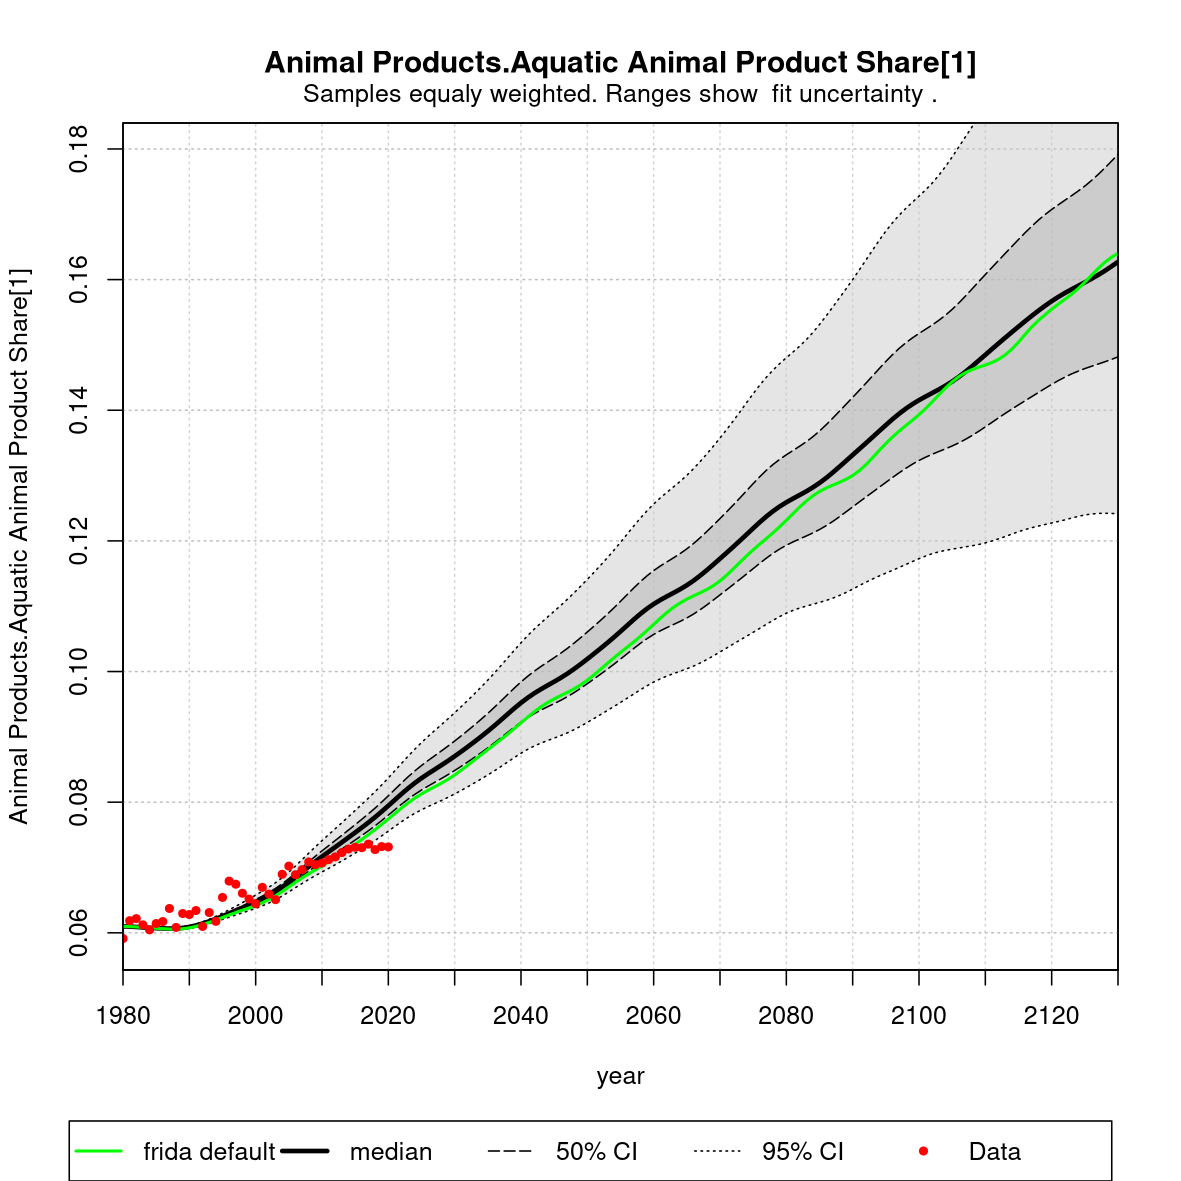 Animal Products.Aquatic Animal Product Share[1]
Samples equaly weighted. Ranges show  fit uncertainty .
Animal Products.Aquatic Animal Product Share[1]
0.18
0.16
0.14
0.12
0.10
0.08
0.06
1980 2000 2020 2040 2060 2080 2100 2120
year
frida default median 50% CI 95% CI Data